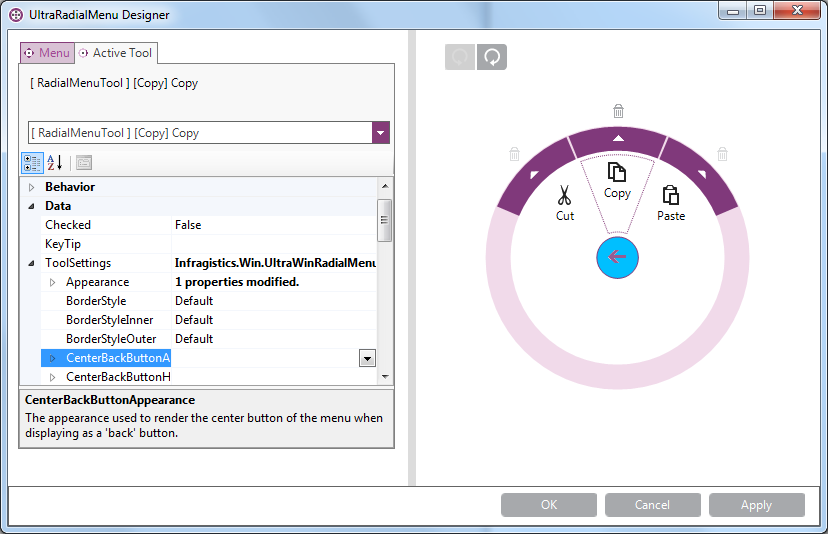 UltraRadialMenu Designer
Menu Active Tool
[ RadialMenuTool ] [Copy] Copy
[ RadialMenuTool ] [Copy] Copy
Behavior
Data
Checked False
KeyTip
ToolSettings Infragistics.Win.UltraWinRadialMenu
Appearance 1 properties modified.
BorderStyle Default
BorderStyleInner Default
BorderStyleOuter Default
CenterBackButtonA
CenterBackButtonH
CenterBackButtonAppearance
The appearance used to render the center button of the menu when
displaying as a 'back' button.
Cut
Copy
Paste
OK Cancel Apply